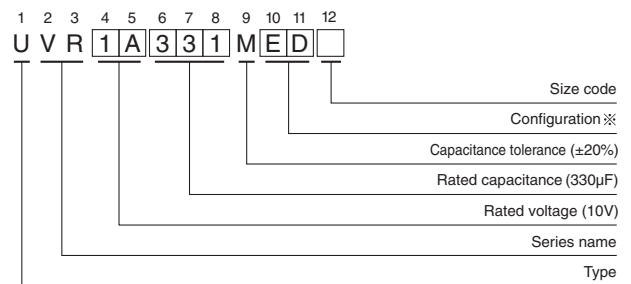 1 2 3 4 5 6 7 8 9 10 11 12
U V R 1 A 3 3 1 M E D
Size code
Configuration※
Capacitance tolerance (±20%)
Rated capacitance (330µF)
Rated voltage (10V)
Series name
Type